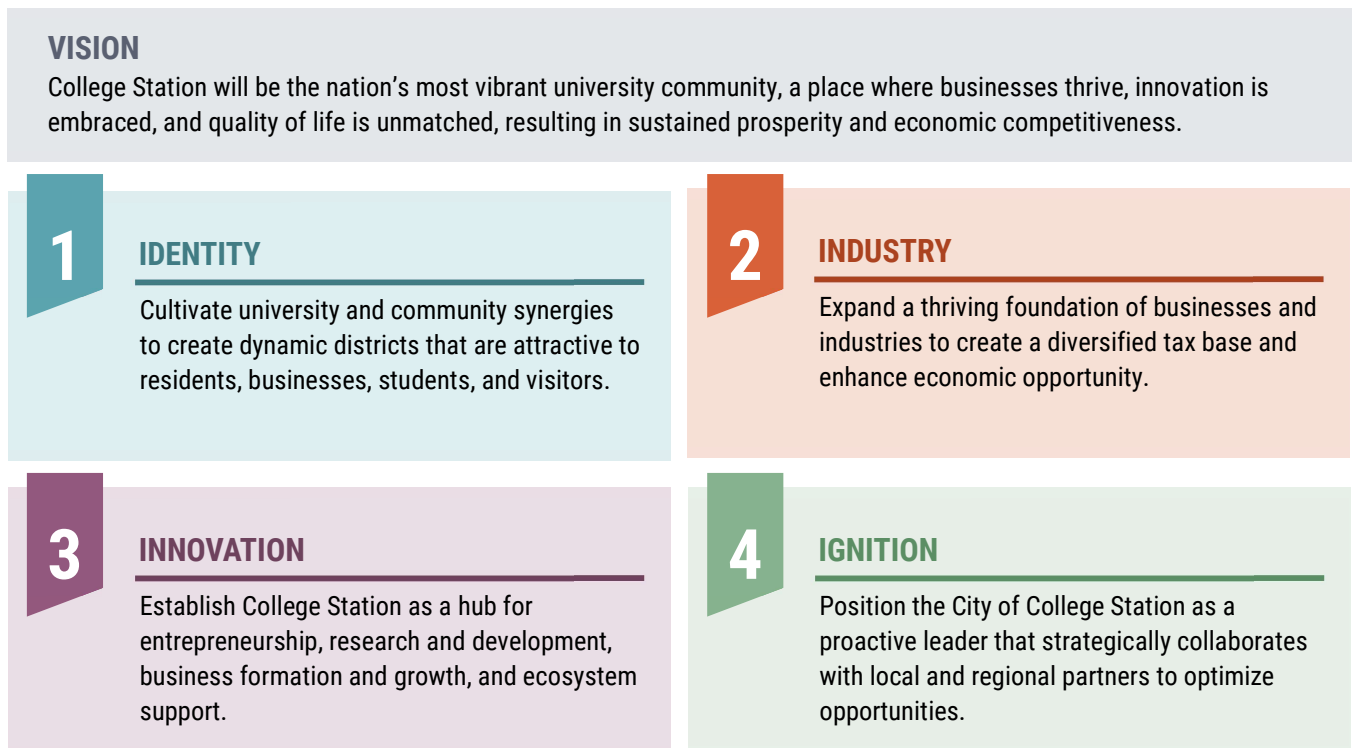 VISION
College Station will be the nation’s most vibrant university community, a place where businesses thrive, innovation is
embraced, and quality of life is unmatched, resulting in sustained prosperity and economic competitiveness.
1
IDENTITY
Cultivate university and community synergies
to create dynamic districts that are attractive to
residents, businesses, students, and visitors.
2
INDUSTRY
Expand a thriving foundation of businesses and
industries to create a diversified tax base and
enhance economic opportunity.
3
INNOVATION
Establish College Station as a hub for
entrepreneurship, research and development,
business formation and growth, and ecosystem
support.
4
IGNITION
Position the City of College Station as a
proactive leader that strategically collaborates
with local and regional partners to optimize
opportunities.